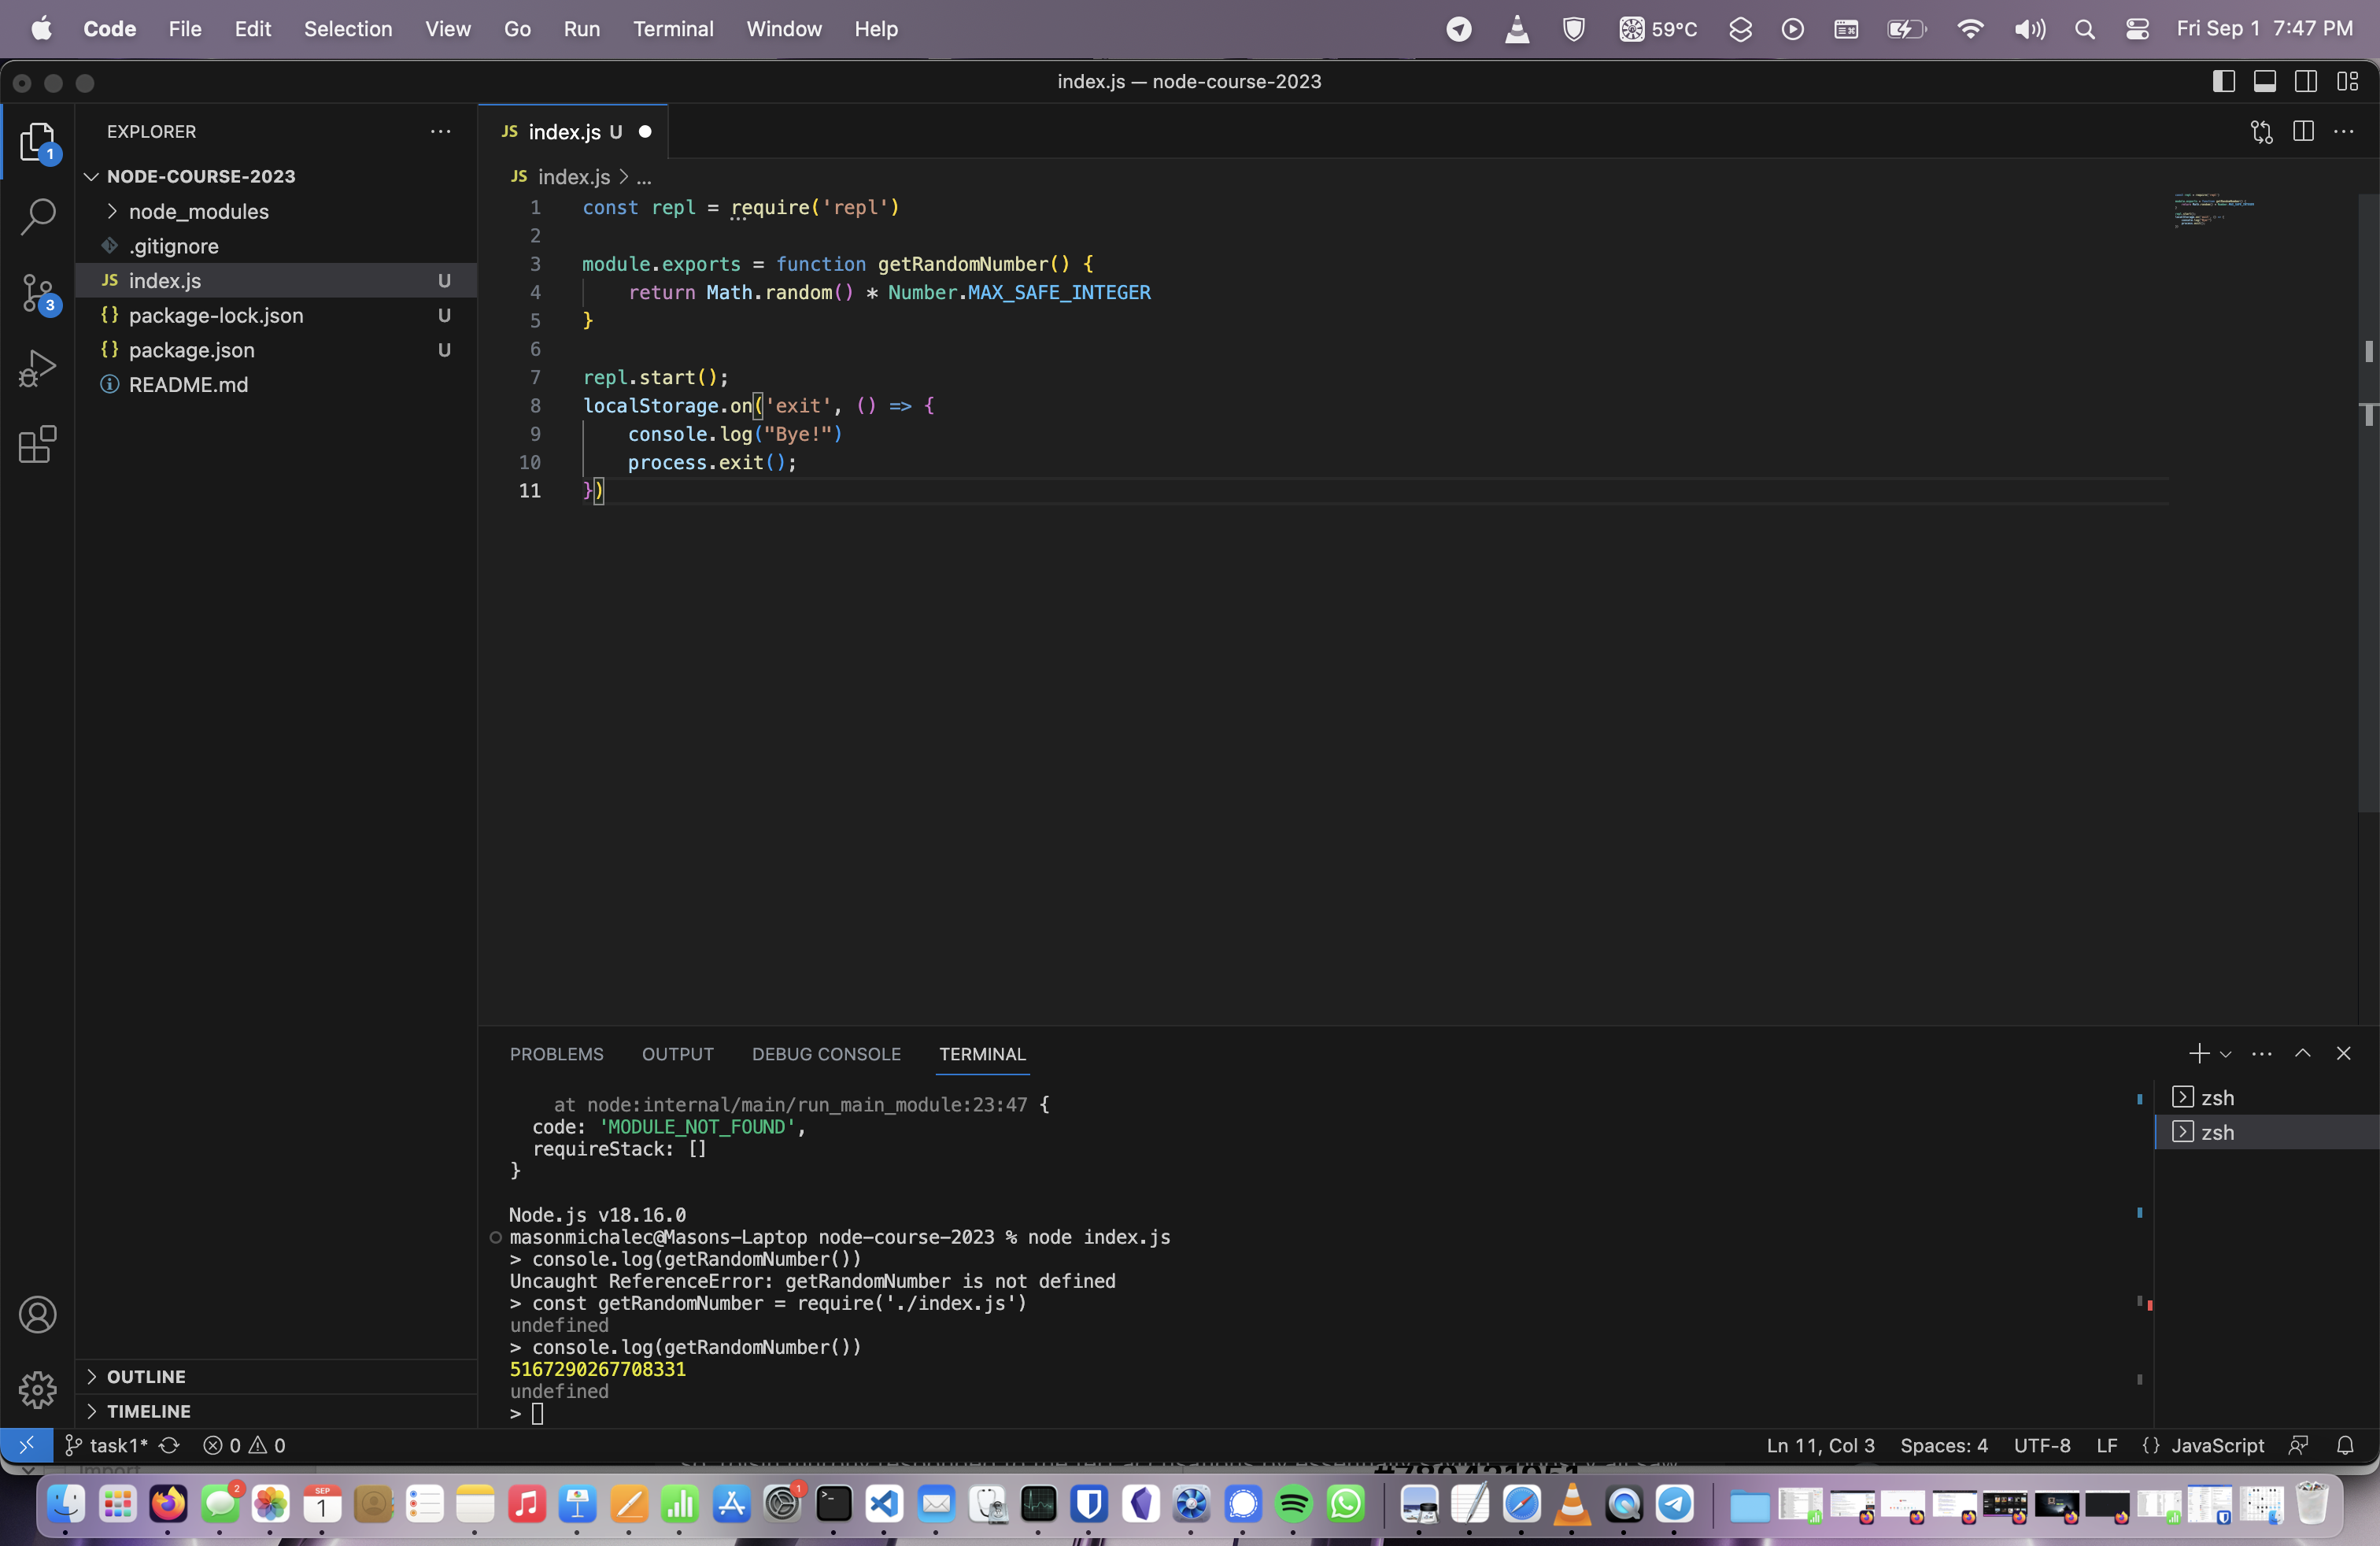 Code File Edit Selection View Go Run Terminal Window Help 59°C Fri Sep 1 7:47 PM
index.js — node-course-2023
EXPLORER
1
NODE-COURSE-2023
node_modules
.gitignore
JS index.js U
3
{} package-lock.json U
{} package.json U
README.md
OUTLINE
TIMELINE
JS index.js U
JS index.js > ...
1 const repl = require('repl')
2
3 module.exports = function getRandomNumber() {
4 return Math.random() * Number.MAX_SAFE_INTEGER
5 }
6
7 repl.start();
8 localStorage.on('exit', () => {
9 console.log("Bye!")
10 process.exit();
11 })
PROBLEMS OUTPUT DEBUG CONSOLE TERMINAL
at node:internal/main/run_main_module:23:47 {
code: 'MODULE_NOT_FOUND',
requireStack: []
}
Node.js v18.16.0
masonmichalec@Masons-Laptop node-course-2023 % node index.js
> console.log(getRandomNumber())
Uncaught ReferenceError: getRandomNumber is not defined
> const getRandomNumber = require('./index.js')
undefined
> console.log(getRandomNumber())
5167290267708331
undefined
>
zsh
zsh
task1* 0 0 Ln 11, Col 3 Spaces: 4 UTF-8 LF {} JavaScript
2
SEP
1
1